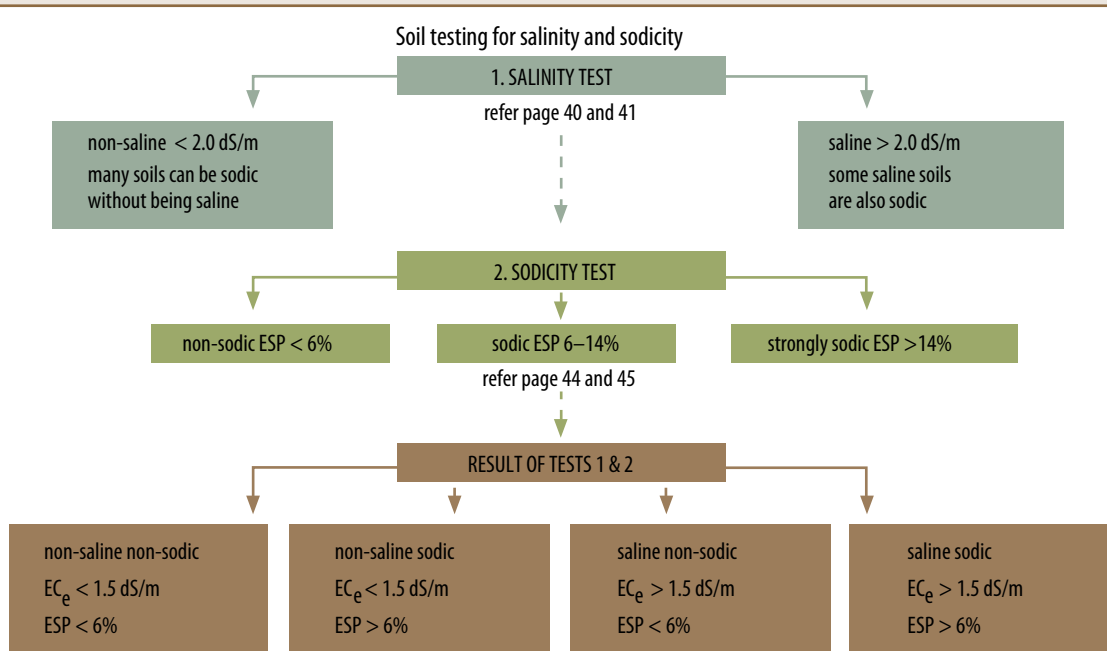 Soil testing for salinity and sodicity
1. SALINITY TEST
refer page 40 and 41
non-saline < 2.0 dS/m
many soils can be sodic
without being saline
saline > 2.0 dS/m
some saline soils
are also sodic
2. SODICITY TEST
non-sodic ESP < 6%
sodic ESP 6–14%
strongly sodic ESP >14%
refer page 44 and 45
RESULT OF TESTS 1 & 2
non-saline non-sodic
ECe < 1.5 dS/m
ESP < 6%
non-saline sodic
ECe < 1.5 dS/m
ESP > 6%
saline non-sodic
ECe > 1.5 dS/m
ESP < 6%
saline sodic
ECe > 1.5 dS/m
ESP > 6%